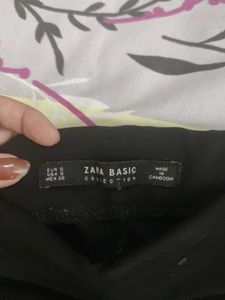 EUR S
USA S
MEX 26
ZARA BASIC
COLLECTION
MADE
IN
CAMBODIA